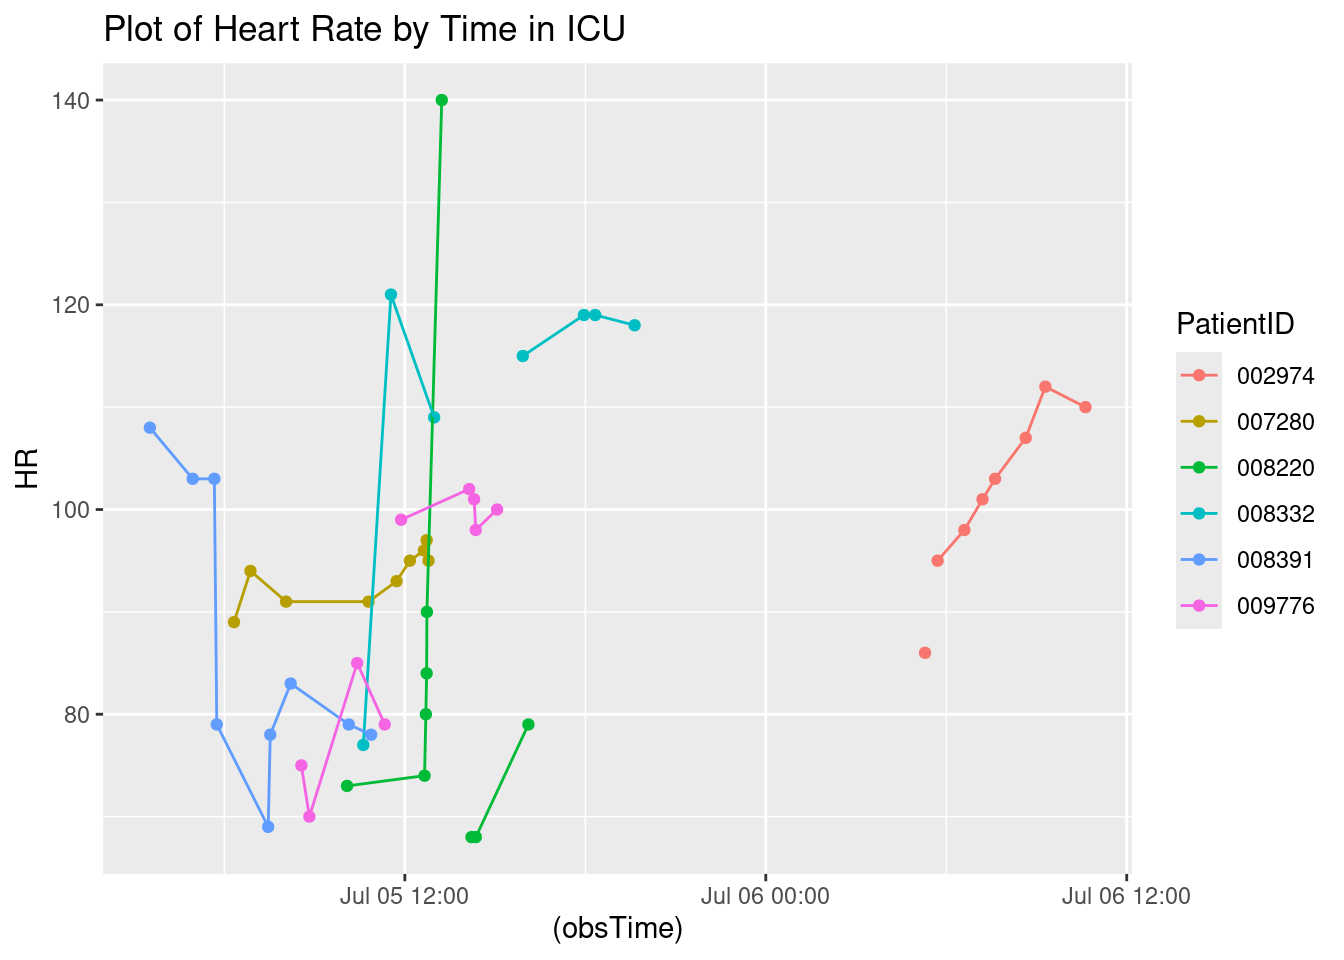 Plot of Heart Rate by Time in ICU
140
120
100
80
HR
Jul 05 12:00
Jul 06 00:00
Jul 06 12:00
(obsTime)
PatientID
002974
007280
008220
008332
008391
009776